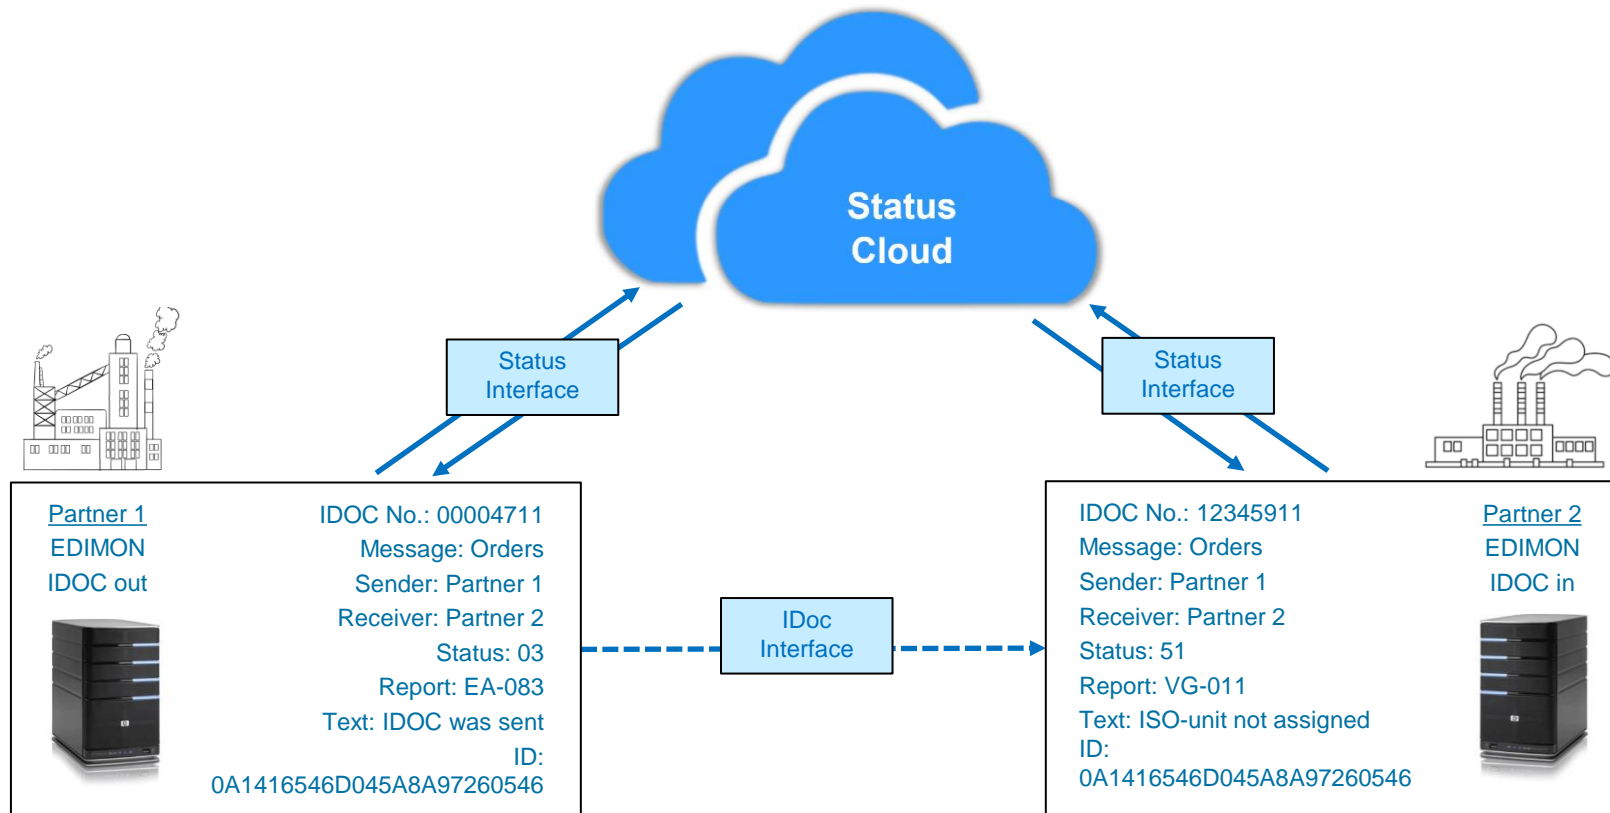 Status
Cloud
Status
Interface
Status
Interface
Partner 1
EDIMON
IDOC out
IDOC No.: 00004711
Message: Orders
Sender: Partner 1
Receiver: Partner 2
Status: 03
Report: EA-083
Text: IDOC was sent
ID:
0A1416546D045A8A97260546
IDoc
Interface
IDOC No.: 12345911
Message: Orders
Sender: Partner 1
Receiver: Partner 2
Status: 51
Report: VG-011
Text: ISO-unit not assigned
ID:
0A1416546D045A8A97260546
Partner 2
EDIMON
IDOC in